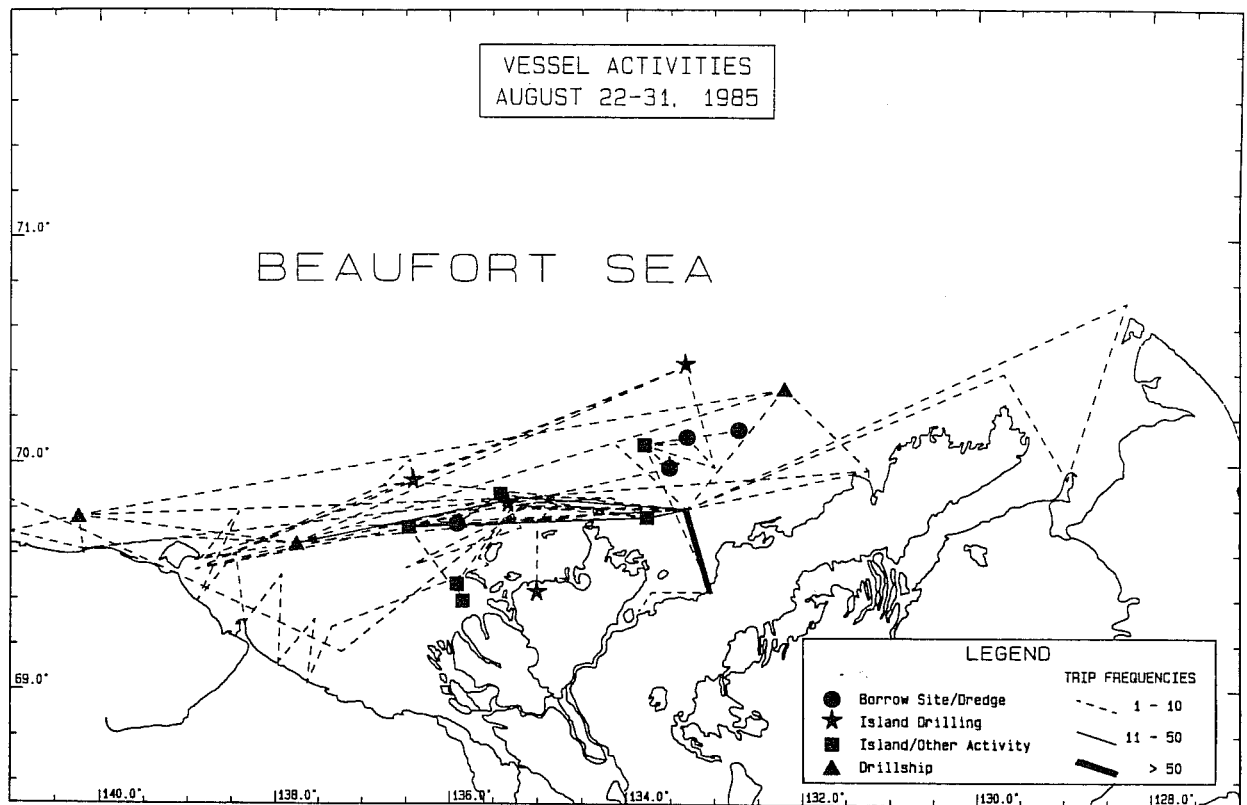 VESSEL ACTIVITIES
AUGUST 22-31, 1985
71.0°
BEAUFORT SEA
70.0°
69.0°
LEGEND
TRIP FREQUENCIES
Borrow Site/Dredge
1 - 10
Island Drilling
11 - 50
Island/Other Activity
> 50
Drillship
140.0°
138.0°
136.0°
134.0°
132.0°
130.0°
128.0°